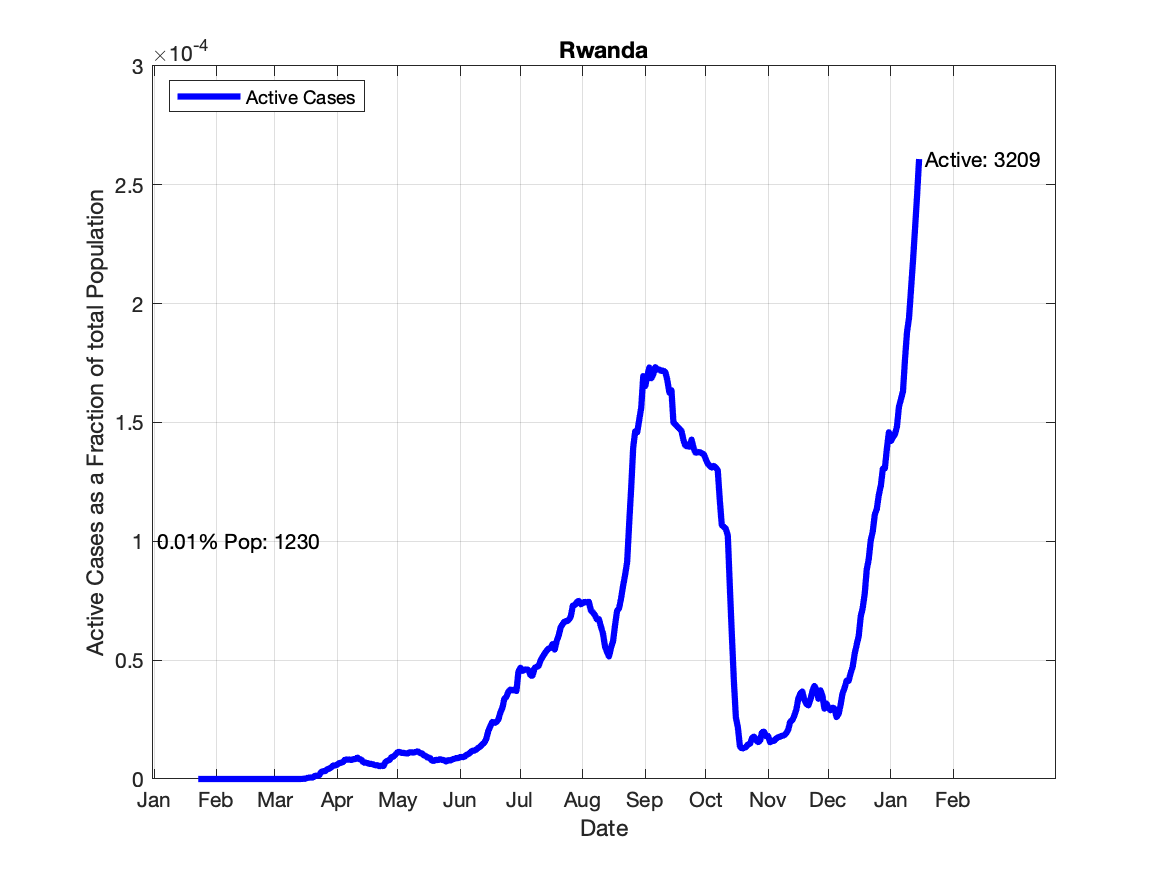 Rwanda
×10-4
Active Cases
3
2.5
2
1.5
1
0.5
0
Active Cases as a Fraction of total Population
Active: 3209
0.01% Pop: 1230
Jan Feb Mar Apr May Jun Jul Aug Sep Oct Nov Dec Jan Feb
Date